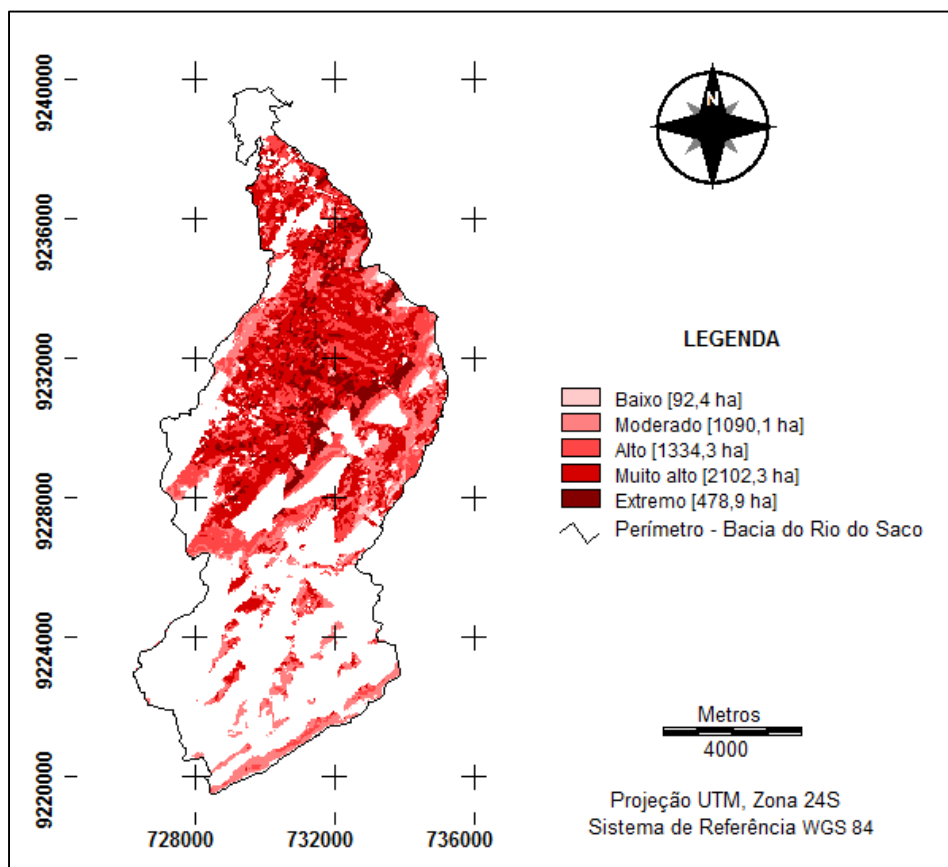 9240000
9236000
9232000
9228000
9224000
9220000
728000
732000
736000
N
LEGENDA
Baixo [92,4 ha]
Moderado [1090,1 ha]
Alto [1334,3 ha]
Muito alto [2102,3 ha]
Extremo [478,9 ha]
Perímetro - Bacia do Rio do Saco
Metros
4000
Projeção UTM, Zona 24S
Sistema de Referência WGS 84